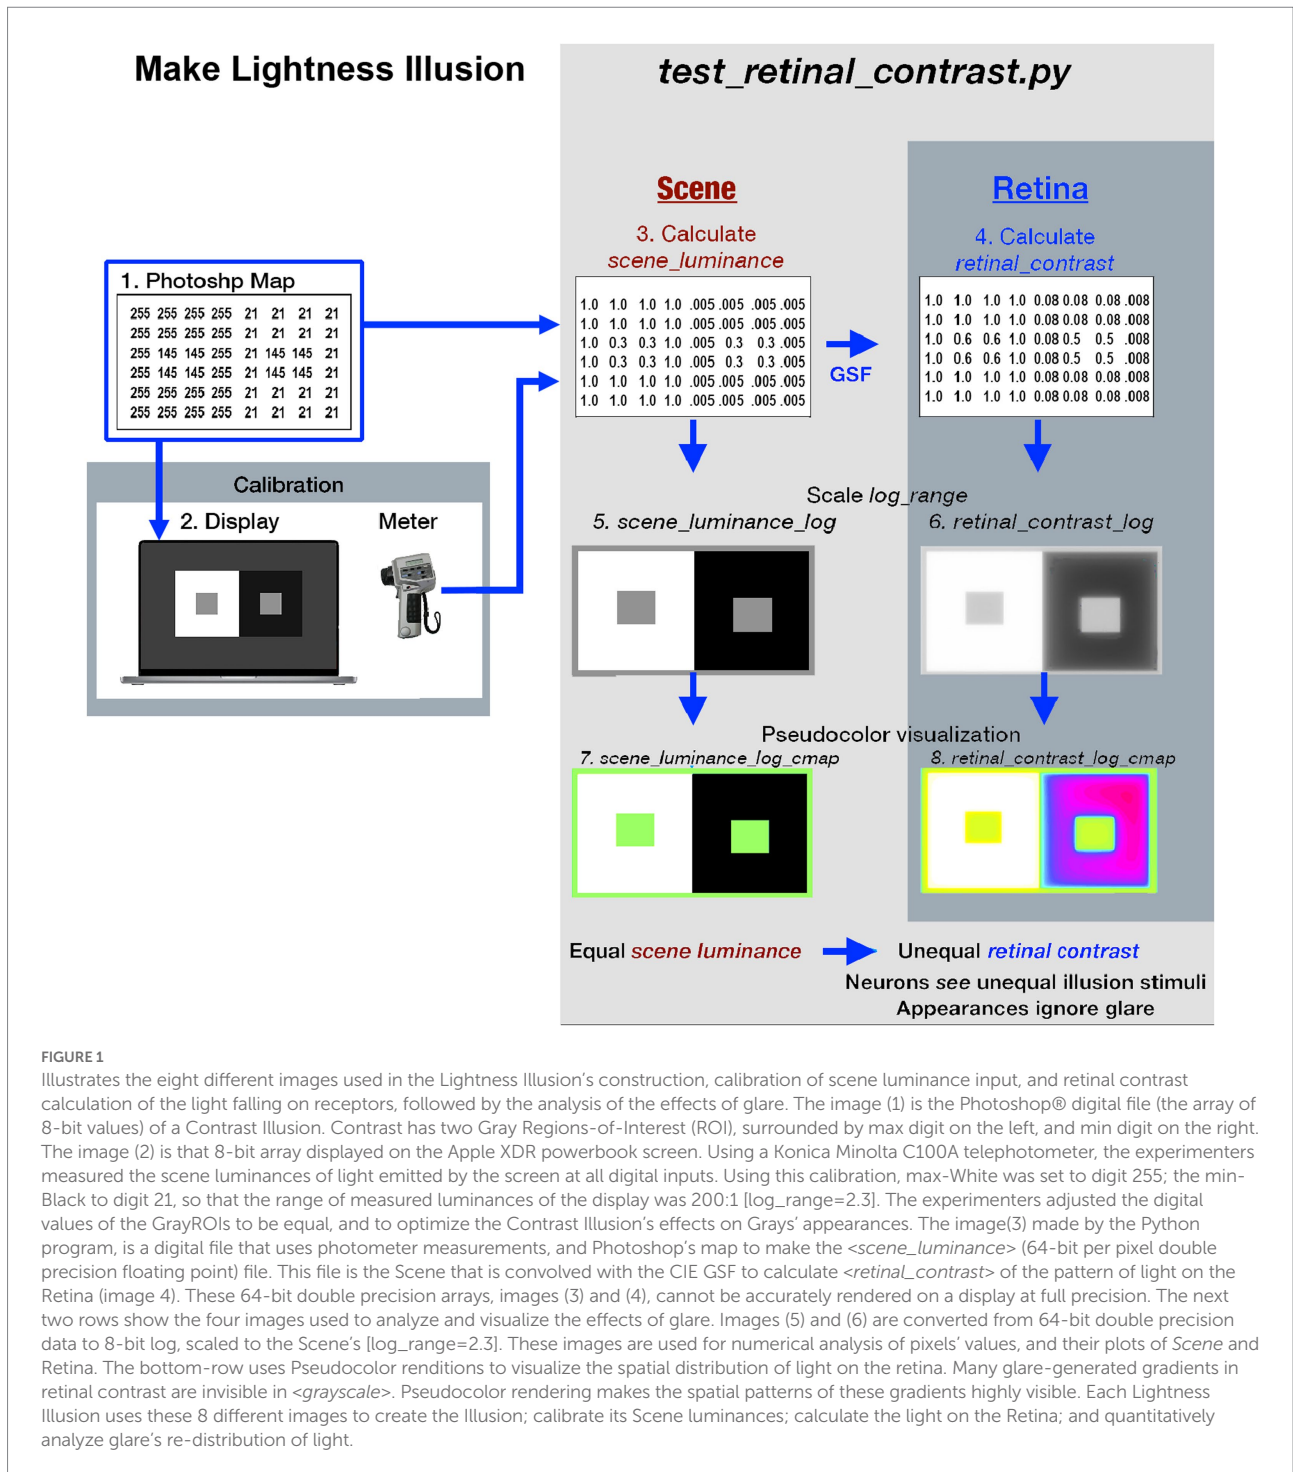 Make Lightness Illusion
test_retinal_contrast.py
Scene
Retina
3. Calculate
scene_luminance
4. Calculate
retinal_contrast
1. Photoshp Map
255 255 255 255 21 21 21 21
255 255 255 255 21 21 21 21
255 145 145 255 21 145 145 21
255 145 145 255 21 145 145 21
255 255 255 255 21 21 21 21
255 255 255 255 21 21 21 21
1.0 1.0 1.0 1.0 .005 .005 .005 .005
1.0 1.0 1.0 1.0 .005 .005 .005 .005
1.0 0.3 0.3 1.0 .005 0.3 0.3 .005
1.0 0.3 0.3 1.0 .005 0.3 0.3 .005
1.0 1.0 1.0 1.0 .005 .005 .005 .005
1.0 1.0 1.0 1.0 .005 .005 .005 .005
GSF
1.0 1.0 1.0 1.0 0.08 0.08 0.08 .008
1.0 1.0 1.0 1.0 0.08 0.08 0.08 .008
1.0 0.6 0.6 1.0 0.08 0.5 0.5 .008
1.0 0.6 0.6 1.0 0.08 0.5 0.5 .008
1.0 1.0 1.0 1.0 0.08 0.08 0.08 .008
1.0 1.0 1.0 1.0 0.08 0.08 0.08 .008
Calibration
2. Display
Meter
Scale log_range
5. scene_luminance_log
6. retinal_contrast_log
Pseudocolor visualization
7. scene_luminance_log_cmap
8. retinal_contrast_log_cmap
Equal scene luminance
Unequal retinal contrast
Neurons see unequal illusion stimuli
Appearances ignore glare
FIGURE 1
Illustrates the eight different images used in the Lightness Illusion's construction, calibration of scene luminance input, and retinal contrast
calculation of the light falling on receptors, followed by the analysis of the effects of glare. The image (1) is the Photoshop® digital file (the array of
8-bit values) of a Contrast Illusion. Contrast has two Gray Regions-of-Interest (ROI), surrounded by max digit on the left, and min digit on the right.
The image (2) is that 8-bit array displayed on the Apple XDR powerbook screen. Using a Konica Minolta C100A telephotometer, the experimenters
measured the scene luminances of light emitted by the screen at all digital inputs. Using this calibration, max-White was set to digit 255; the min-
Black to digit 21, so that the range of measured luminances of the display was 200:1 [log_range=2.3]. The experimenters adjusted the digital
values of the GrayROIs to be equal, and to optimize the Contrast Illusion's effects on Grays' appearances. The image(3) made by the Python
program, is a digital file that uses photometer measurements, and Photoshop's map to make the <scene_luminance> (64-bit per pixel double
precision floating point) file. This file is the Scene that is convolved with the CIE GSF to calculate <retinal_contrast> of the pattern of light on the
Retina (image 4). These 64-bit double precision arrays, images (3) and (4), cannot be accurately rendered on a display at full precision. The next
two rows show the four images used to analyze and visualize the effects of glare. Images (5) and (6) are converted from 64-bit double precision
data to 8-bit log, scaled to the Scene's [log_range=2.3]. These images are used for numerical analysis of pixels' values, and their plots of Scene and
Retina. The bottom-row uses Pseudocolor renditions to visualize the spatial distribution of light on the retina. Many glare-generated gradients in
retinal contrast are invisible in <grayscale>. Pseudocolor rendering makes the spatial patterns of these gradients highly visible. Each Lightness
Illusion uses these 8 different images to create the Illusion; calibrate its Scene luminances; calculate the light on the Retina; and quantitatively
analyze glare's re-distribution of light.